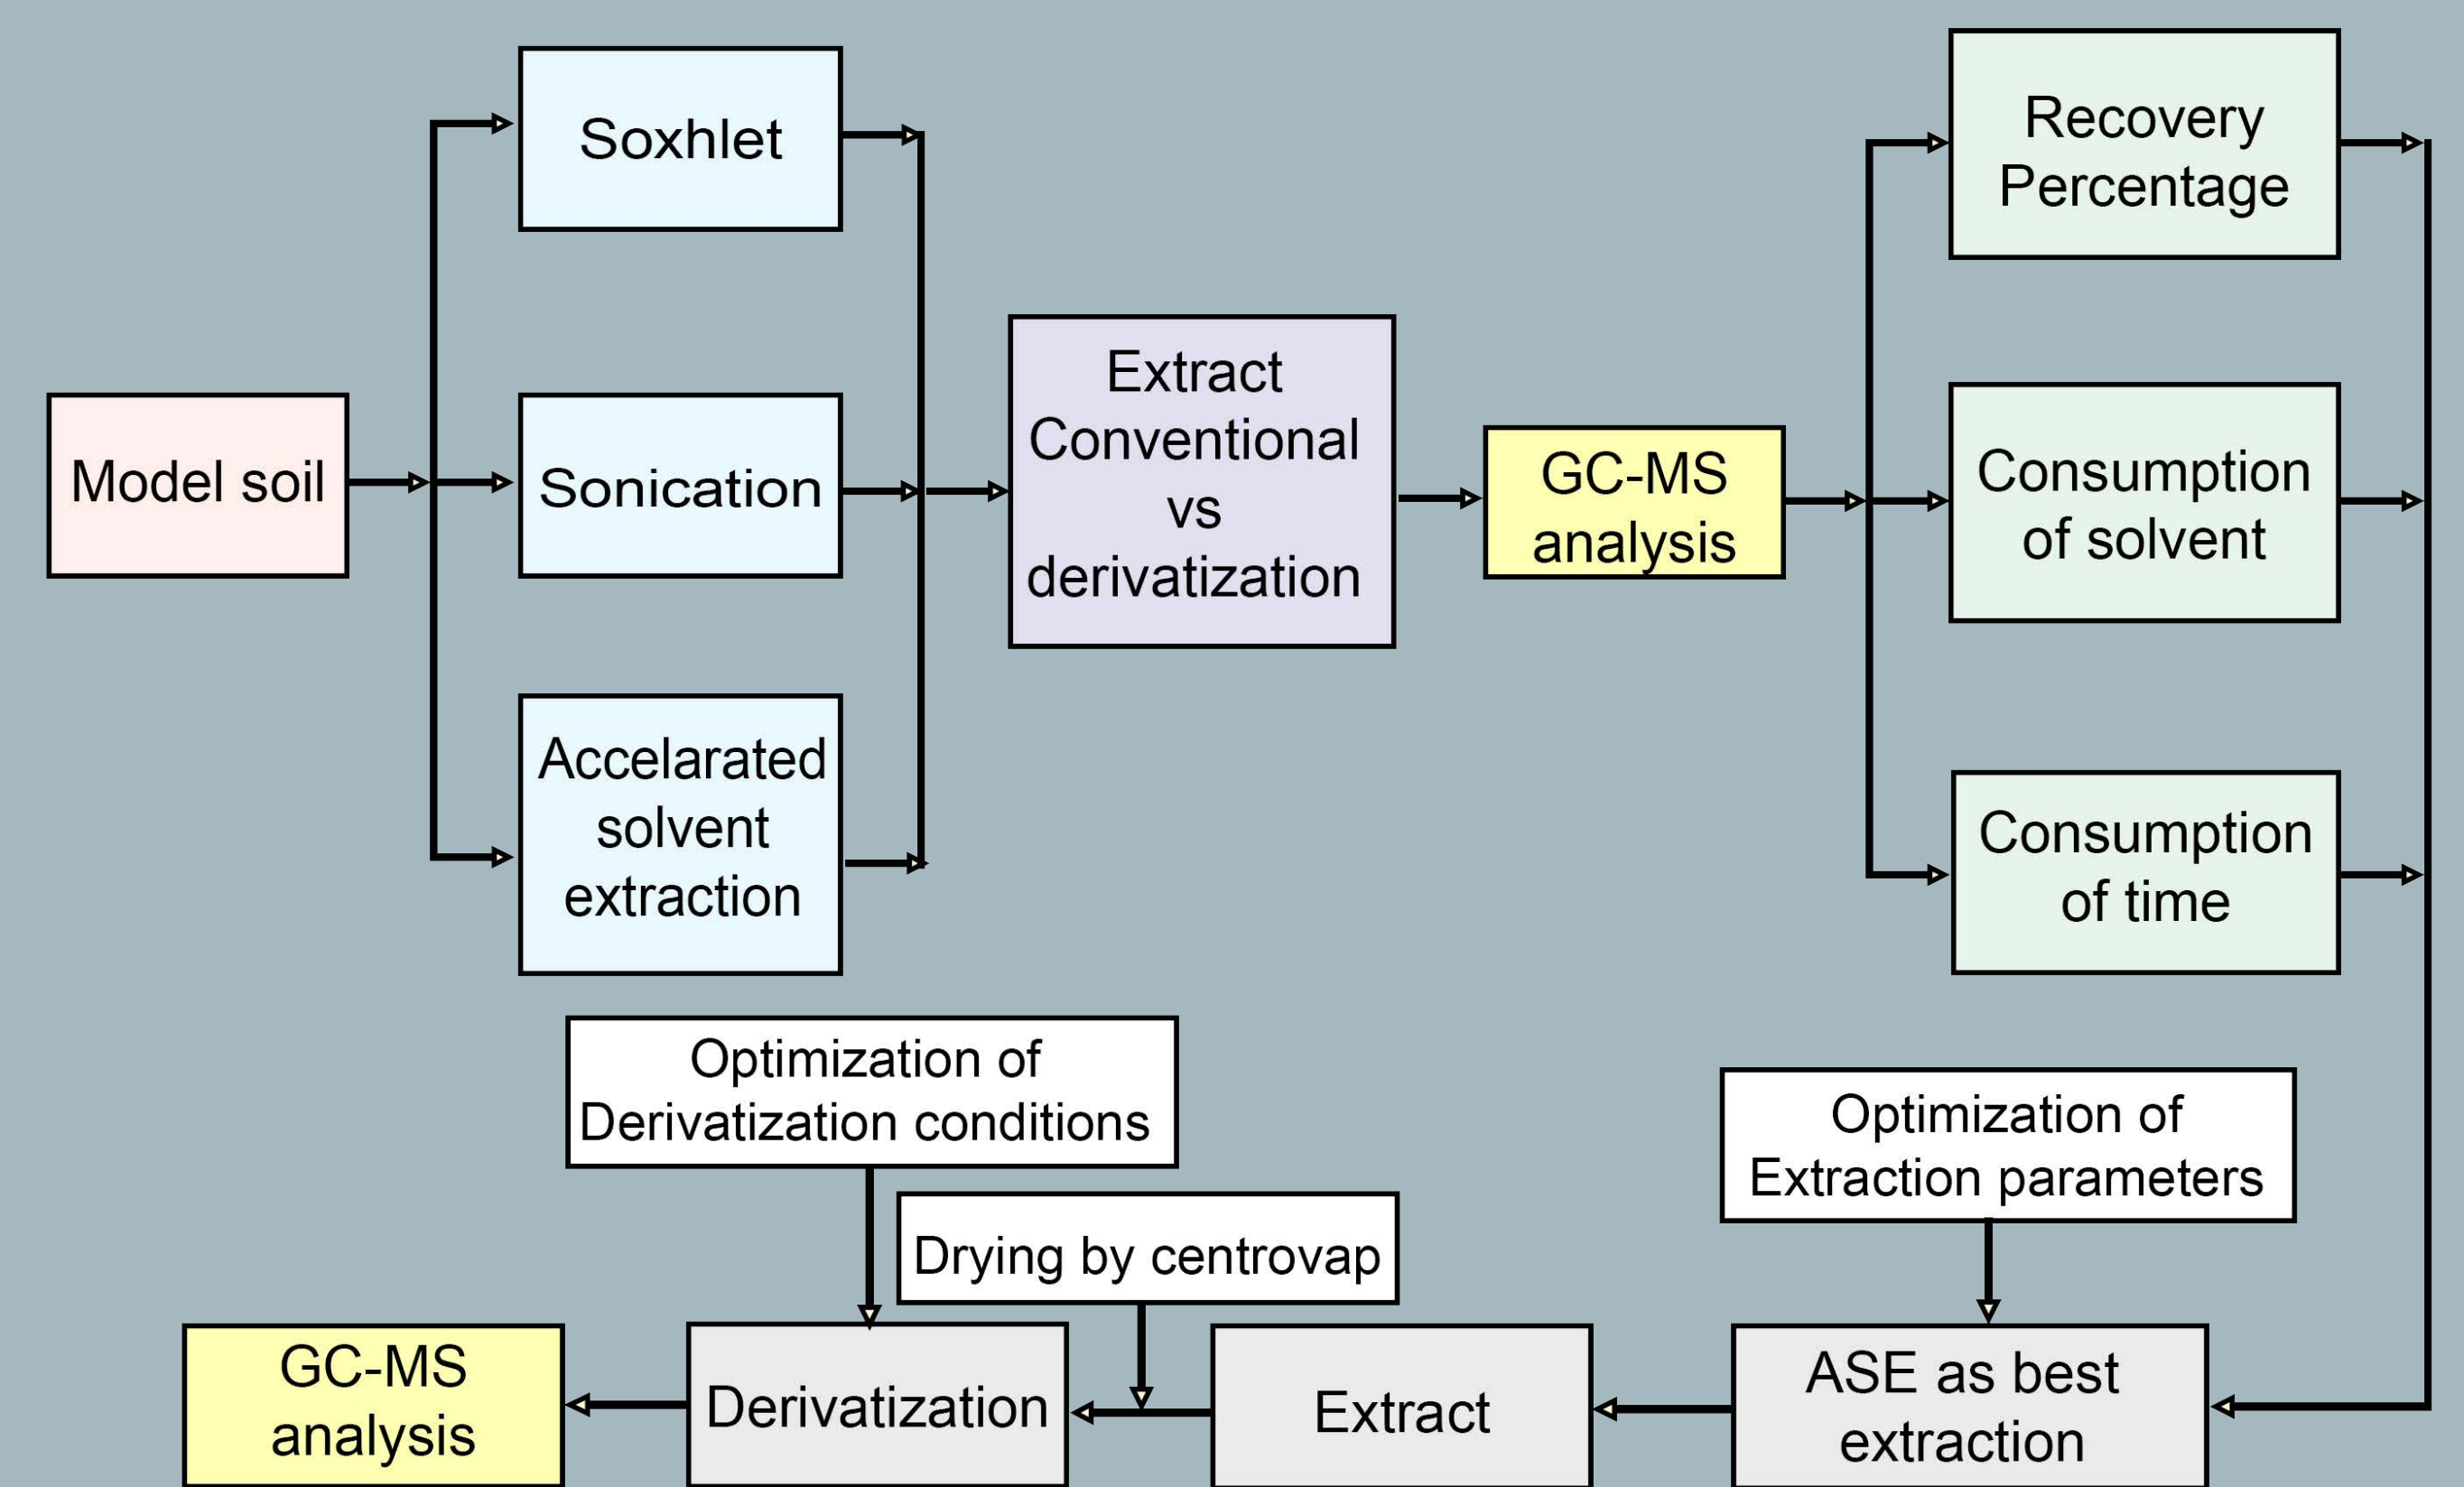 Model soil
Soxhlet
Sonication
Accelarated
solvent
extraction
Extract
Conventional
vs
derivatization
GC-MS
analysis
Recovery
Percentage
Consumption
of solvent
Consumption
of time
Optimization of
Extraction parameters
ASE as best
extraction
Extract
Drying by centrovap
Optimization of
Derivatization conditions
Derivatization
GC-MS
analysis